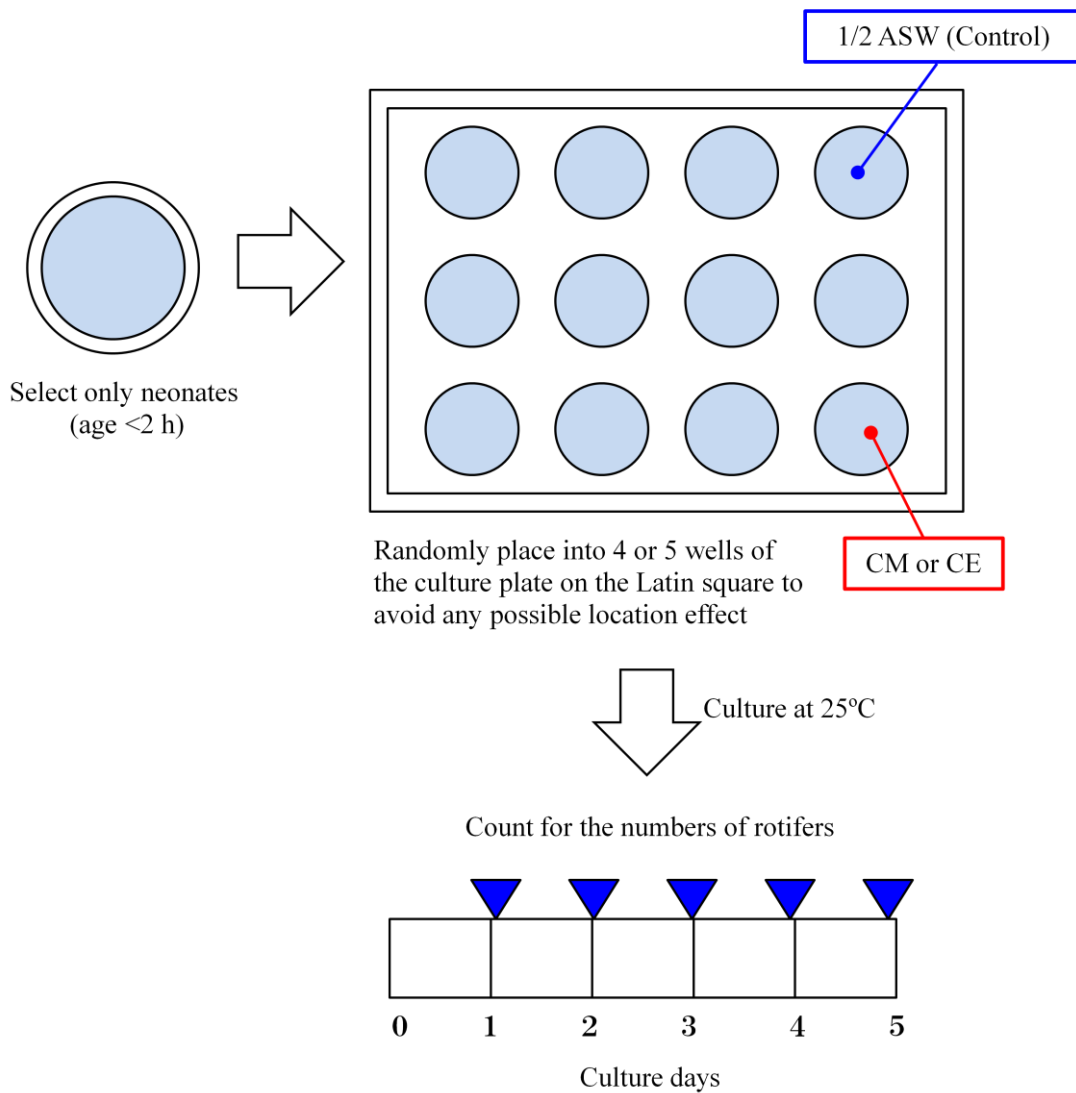 1/2 ASW (Control)
Select only neonates
(age <2 h)
CM or CE
Randomly place into 4 or 5 wells of
the culture plate on the Latin square to
avoid any possible location effect
Culture at 25ºC
Count for the numbers of rotifers
0 1 2 3 4 5
Culture days